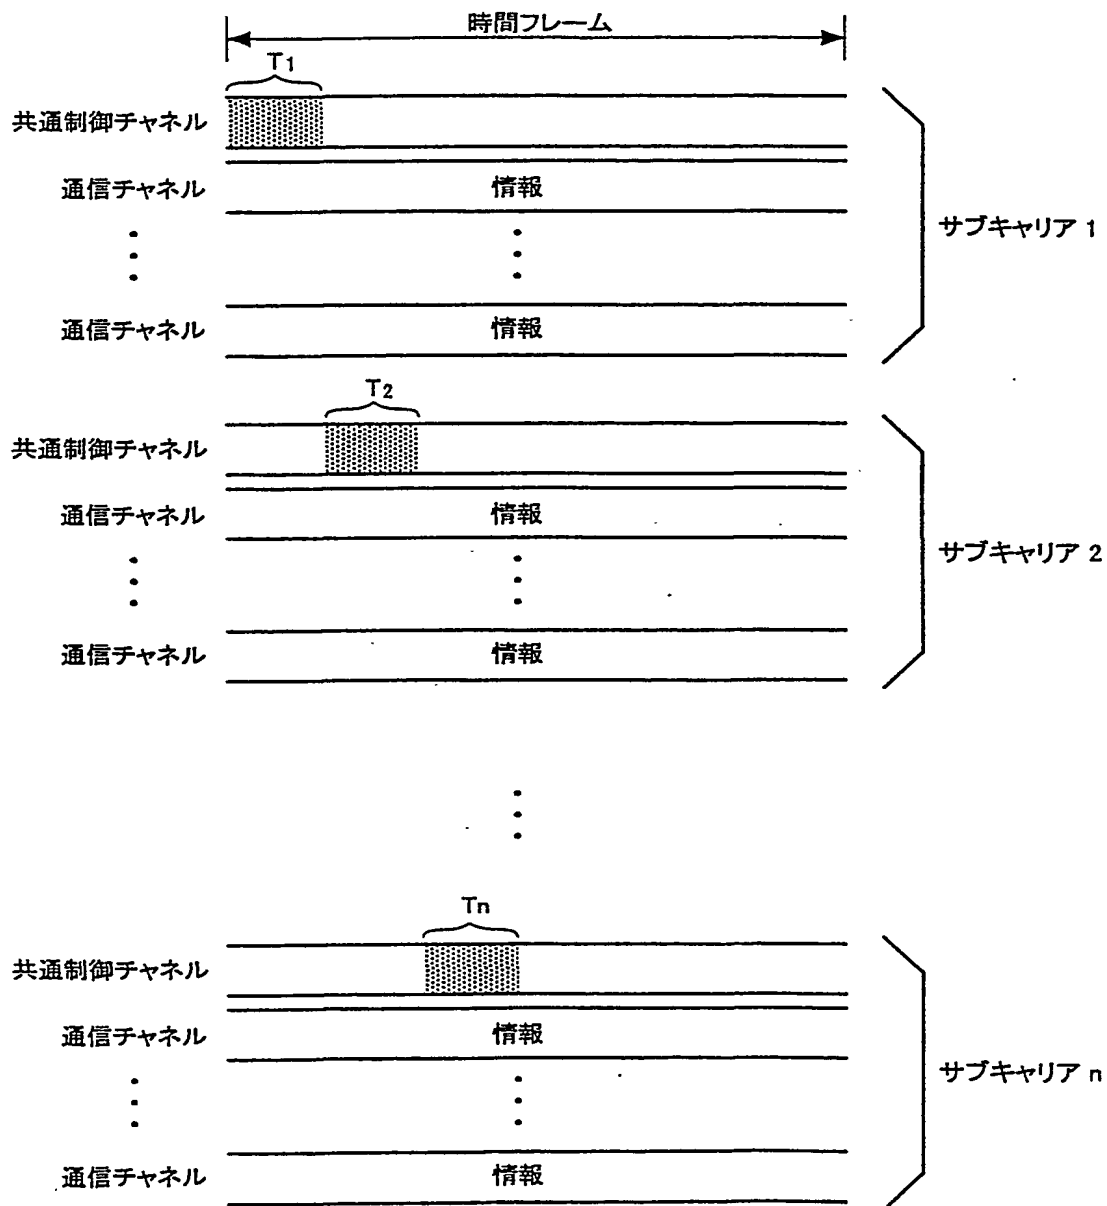 時間フレーム
T1
共通制御チャネル
通信チャネル
情報
サブキャリア 1
通信チャネル
情報
T2
共通制御チャネル
通信チャネル
情報
サブキャリア 2
通信チャネル
情報
Tn
共通制御チャネル
通信チャネル
情報
サブキャリア n
通信チャネル
情報